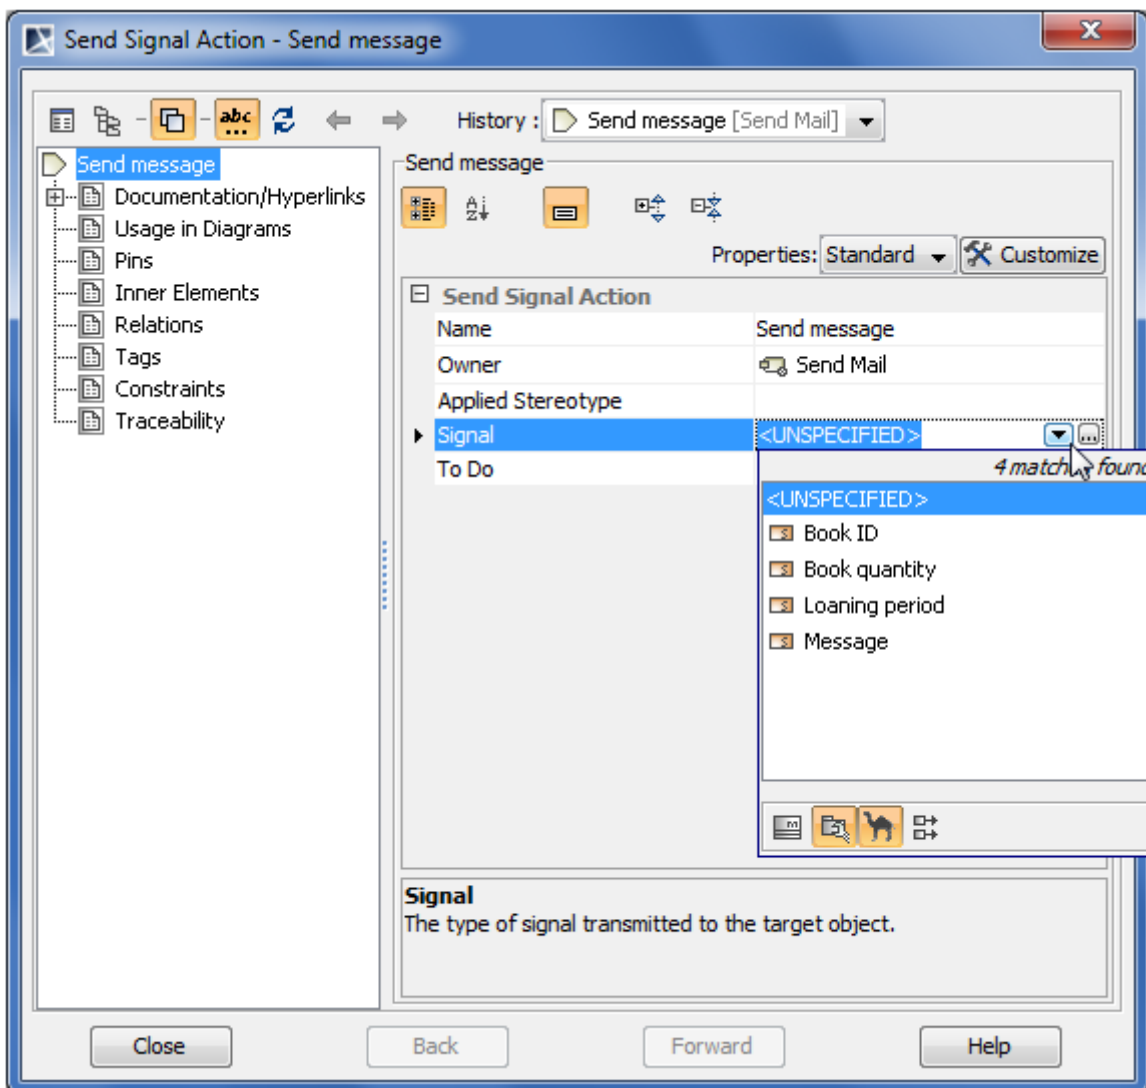 Send Signal Action - Send message
abc
History : Send message [Send Mail]
Send message
Documentation/Hyperlinks
Usage in Diagrams
Pins
Inner Elements
Relations
Tags
Constraints
Traceability
Send message
Properties: Standard Customize
Send Signal Action
Name Send message
Owner Send Mail
Applied Stereotype
Signal <UNSPECIFIED>
To Do
4 matches found
<UNSPECIFIED>
Book ID
Book quantity
Loaning period
Message
Signal
The type of signal transmitted to the target object.
Close Back Forward Help